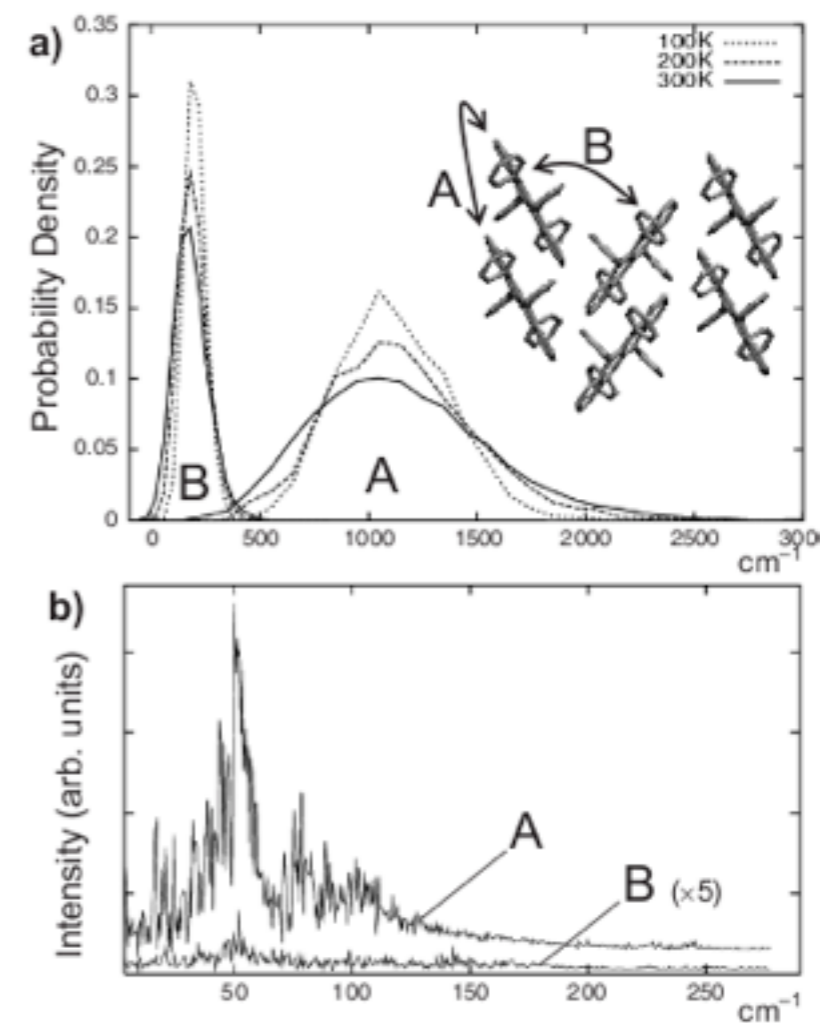 a)
0.35
0.3
0.25
0.2
0.15
0.1
0.05
0
Probability Density
100K
200K
300K
A
B
B
A
0 500 1000 1500 2000 2500 300
cm⁻¹
b)
Intensity (arb. units)
A
B (×5)
50 100 150 200 250
cm⁻¹